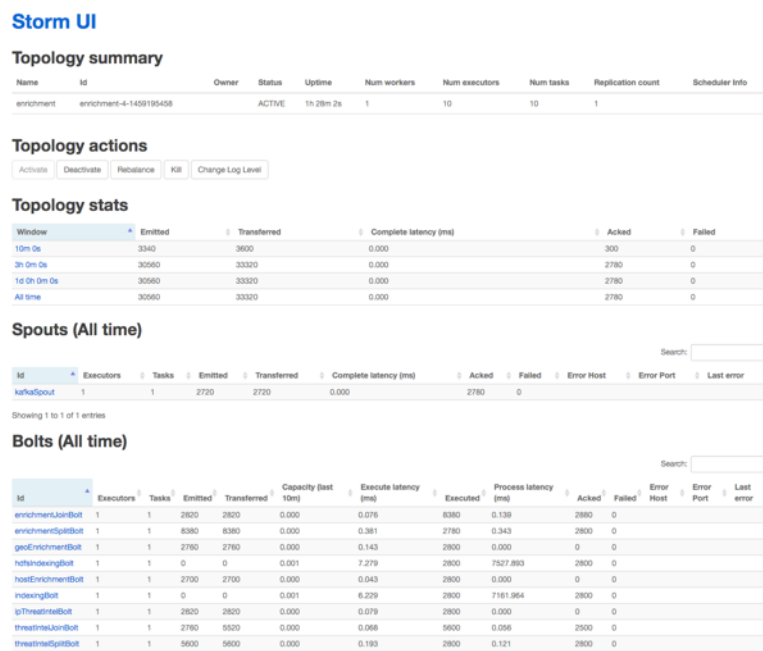 Storm UI
Topology summary
Name Id Owner Status Uptime Num workers Num executors Num tasks Replication count Scheduler Info
enrichment enrichment-4-1459195458 ACTIVE 1h 28m 2s 1 10 10 1
Topology actions
Activate Deactivate Rebalance Kill Change Log Level
Topology stats
Window Emitted Transferred Complete latency (ms) Acked Failed
10m 0s 3340 3600 0.000 300 0
3h 0m 0s 30560 33320 0.000 2780 0
1d 0h 0m 0s 30560 33320 0.000 2780 0
All time 30560 33320 0.000 2780 0
Spouts (All time)
Search:
Id Executors Tasks Emitted Transferred Complete latency (ms) Acked Failed Error Host Error Port Last error
kafkaSpout 1 1 2720 2720 0.000 2780 0
Showing 1 to 1 of 1 entries
Bolts (All time)
Search:
Id Executors Tasks Emitted Transferred Capacity (last 10m) Execute latency (ms) Executed Process latency (ms) Acked Failed Error Host Error Port Last error
enrichmentJoinBolt 1 1 2820 2820 0.000 0.076 8380 0.139 2880 0
enrichmentSplitBolt 1 1 8380 8380 0.000 0.381 2780 0.343 2800 0
geoEnrichmentBolt 1 1 2760 2760 0.000 0.143 2800 0.000 0 0
hdfsIndexingBolt 1 1 0 0 0.001 7.279 2800 7527.893 2800 0
hostEnrichmentBolt 1 1 2700 2700 0.000 0.043 2800 0.000 0 0
indexingBolt 1 1 0 0 0.001 6.229 2800 7161.964 2800 0
ipThreatIntelBolt 1 1 2820 2820 0.000 0.079 2800 0.000 0 0
threatIntelJoinBolt 1 1 2760 5520 0.000 0.068 5600 0.056 2500 0
threatIntelSplitBolt 1 1 5600 5600 0.000 0.193 2800 0.121 2800 0